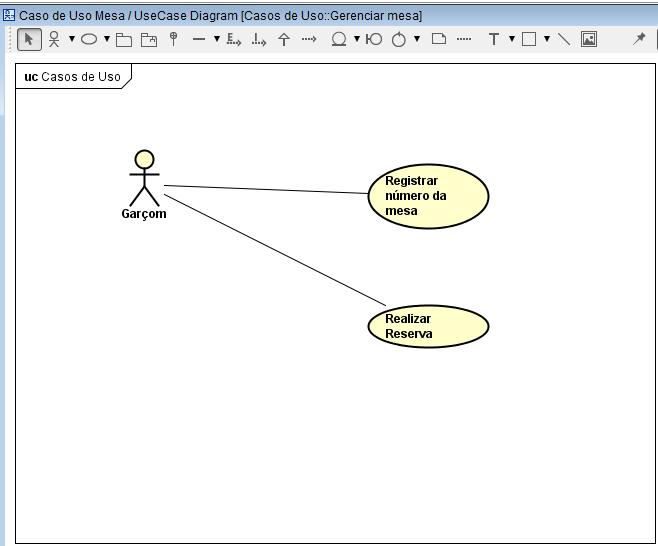 Caso de Uso Mesa / UseCase Diagram [Casos de Uso::Gerenciar mesa]
uc Casos de Uso
Garçom
Registrar
número da
mesa
Realizar
Reserva